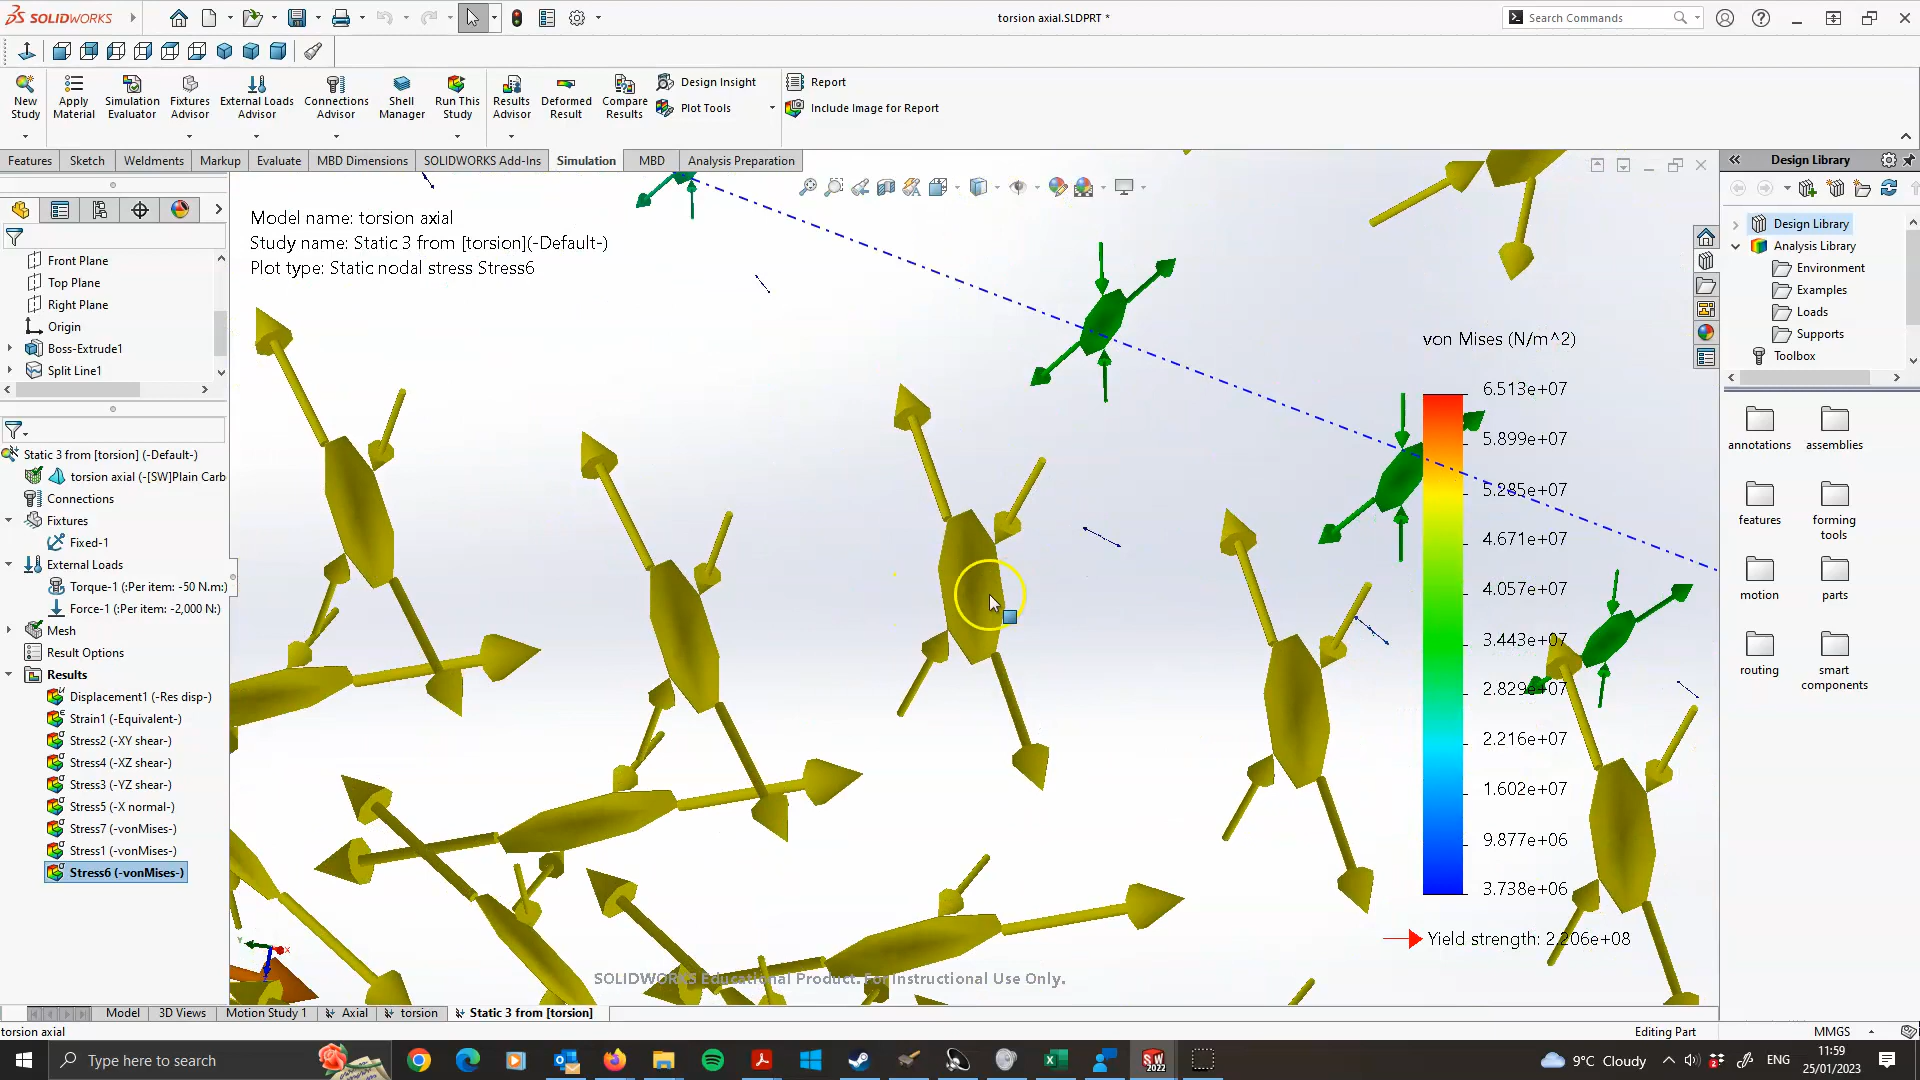 SOLIDWORKS
torsion axial.SLDPRT *
Search Commands
New Study
Apply Material
Simulation Evaluator
Fixtures Advisor
External Loads Advisor
Connections Advisor
Shell Manager
Run This Study
Results Advisor
Deformed Result
Compare Results
Design Insight
Plot Tools
Report
Include Image for Report
Features
Sketch
Weldments
Markup
Evaluate
MBD Dimensions
SOLIDWORKS Add-Ins
Simulation
MBD
Analysis Preparation
Front Plane
Top Plane
Right Plane
Origin
Boss-Extrude1
Split Line1
Static 3 from [torsion] (-Default-)
torsion axial (-[SW]Plain Carb
Connections
Fixtures
Fixed-1
External Loads
Torque-1 (:Per item: -50 N.m:)
Force-1 (:Per item: -2,000 N:)
Mesh
Result Options
Results
Displacement1 (-Res disp-)
Strain1 (-Equivalent-)
Stress2 (-XY shear-)
Stress4 (-XZ shear-)
Stress3 (-YZ shear-)
Stress5 (-X normal-)
Stress7 (-vonMises-)
Stress1 (-vonMises-)
Stress6 (-vonMises-)
Model name: torsion axial
Study name: Static 3 from [torsion](-Default-)
Plot type: Static nodal stress Stress6
von Mises (N/m^2)
6.513e+07
5.899e+07
5.285e+07
4.671e+07
4.057e+07
3.443e+07
2.829e+07
2.216e+07
1.602e+07
9.877e+06
3.738e+06
Yield strength: 2.206e+08
SOLIDWORKS Educational Product. For Instructional Use Only.
Design Library
Design Library
Analysis Library
Environment
Examples
Loads
Supports
Toolbox
annotations
assemblies
features
forming tools
motion
parts
routing
smart components
Model
3D Views
Motion Study 1
Axial
torsion
Static 3 from [torsion]
torsion axial
Editing Part
MMGS
Type here to search
SW 2022
9°C Cloudy
ENG
11:59
25/01/2023